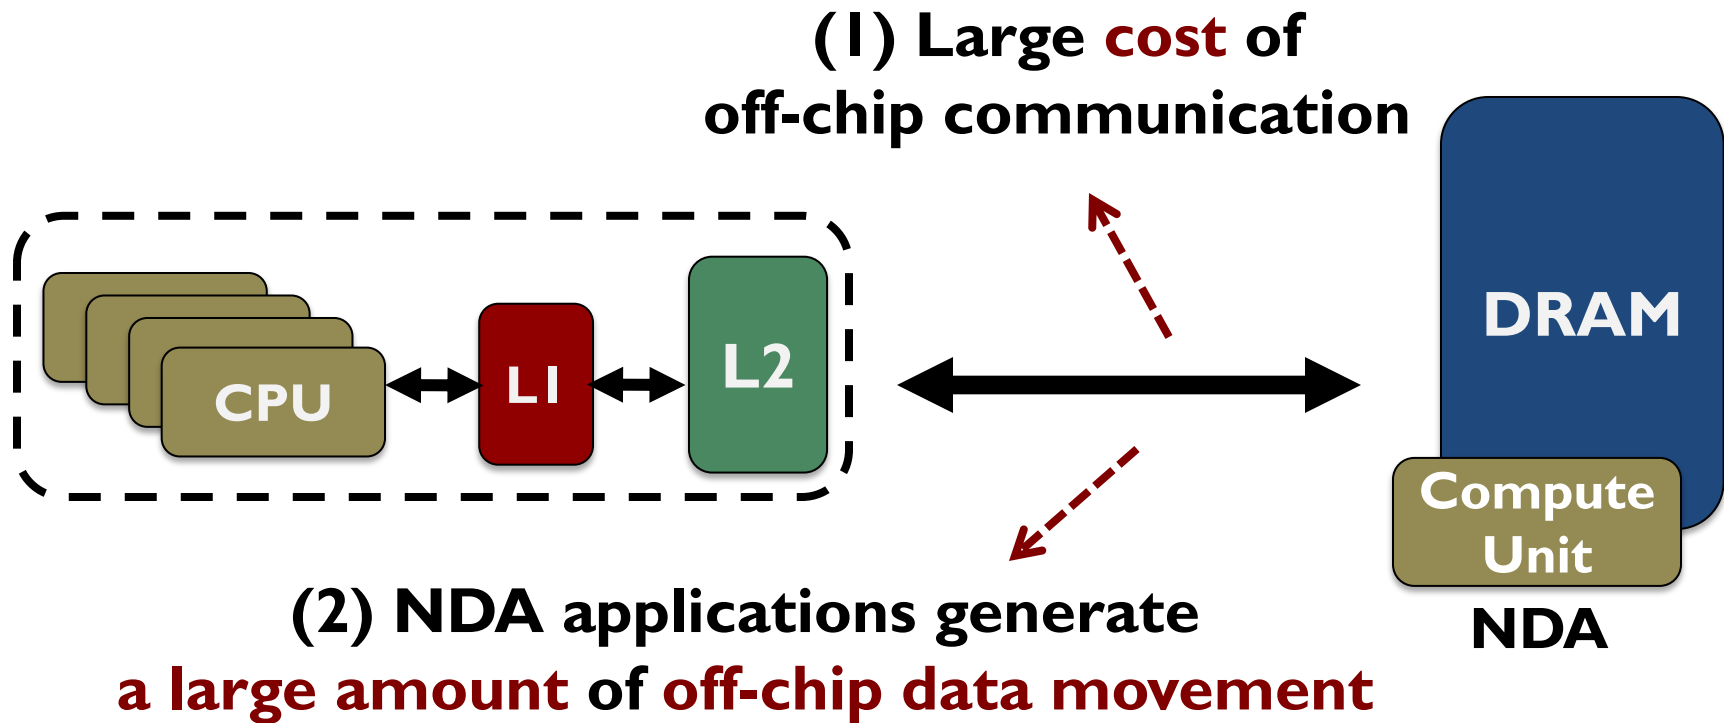 (1) Large cost of
off-chip communication
DRAM
L2
L1
CPU
Compute
Unit
NDA
(2) NDA applications generate
a large amount of off-chip data movement